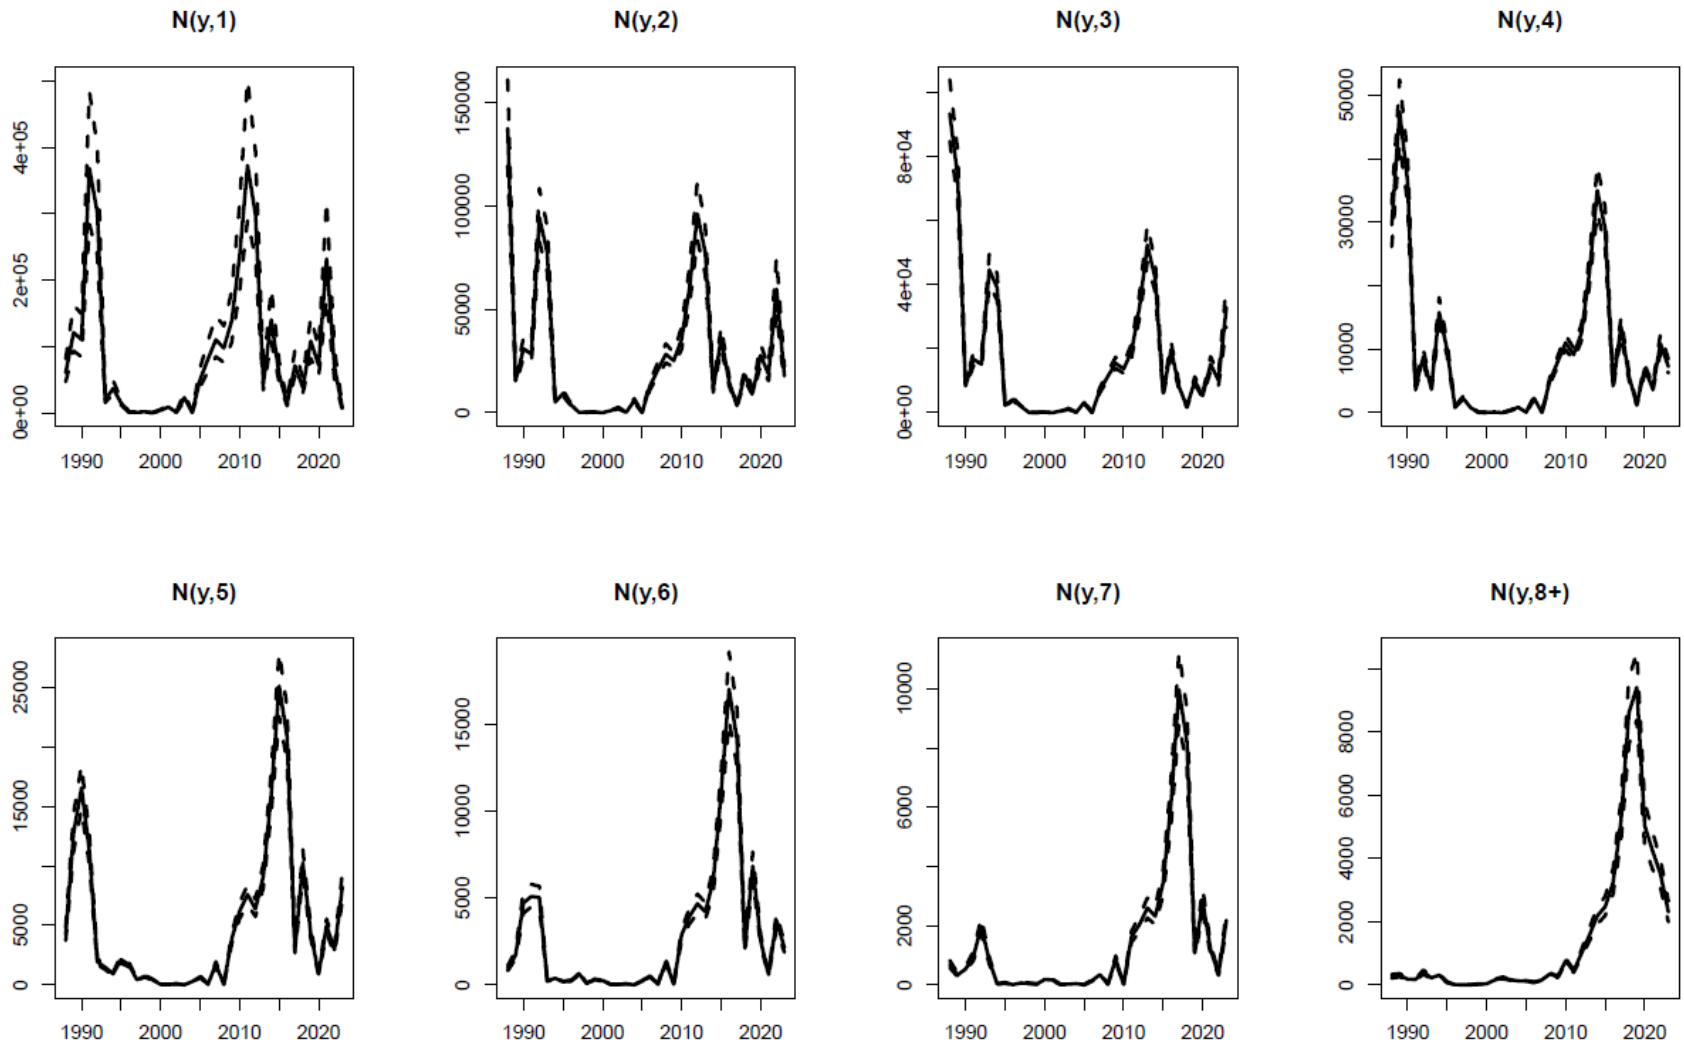 N(y,1)
N(y,2)
N(y,3)
N(y,4)
0e+00 2e+05 4e+05
0 50000 100000 150000
0e+00 4e+04 8e+04
0 10000 30000 50000
1990 2000 2010 2020
1990 2000 2010 2020
1990 2000 2010 2020
1990 2000 2010 2020
N(y,5)
N(y,6)
N(y,7)
N(y,8+)
0 5000 15000 25000
0 5000 10000 15000
0 2000 6000 10000
0 2000 4000 6000 8000
1990 2000 2010 2020
1990 2000 2010 2020
1990 2000 2010 2020
1990 2000 2010 2020